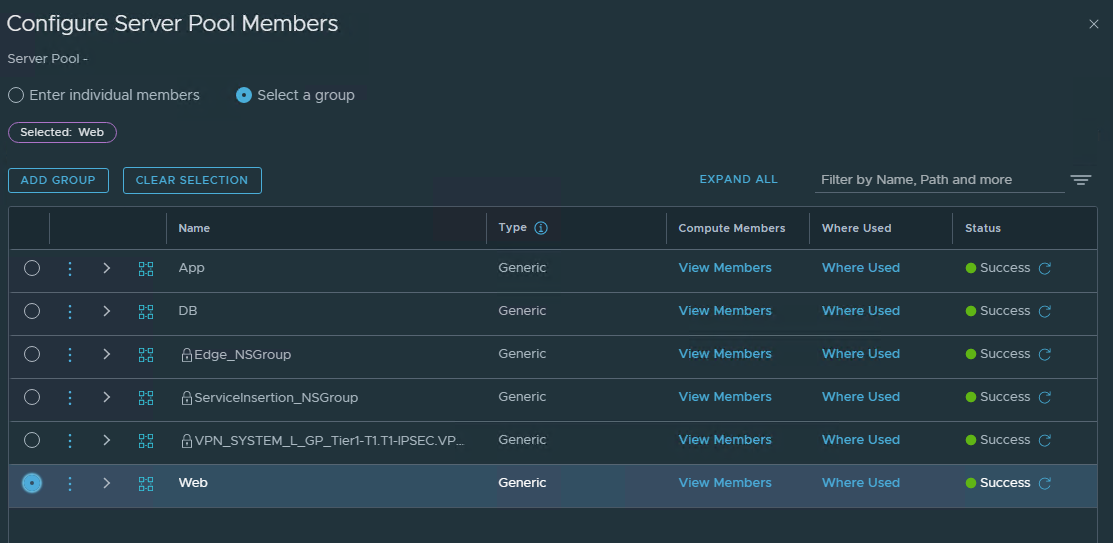 Configure Server Pool Members
Server Pool -
Enter individual members Select a group
Selected: Web
ADD GROUP CLEAR SELECTION EXPAND ALL Filter by Name, Path and more
Name Type Compute Members Where Used Status
App Generic View Members Where Used Success
DB Generic View Members Where Used Success
Edge_NSGroup Generic View Members Where Used Success
ServiceInsertion_NSGroup Generic View Members Where Used Success
VPN_SYSTEM_L_GP_Tier1-T1.T1-IPSEC.VP... Generic View Members Where Used Success
Web Generic View Members Where Used Success